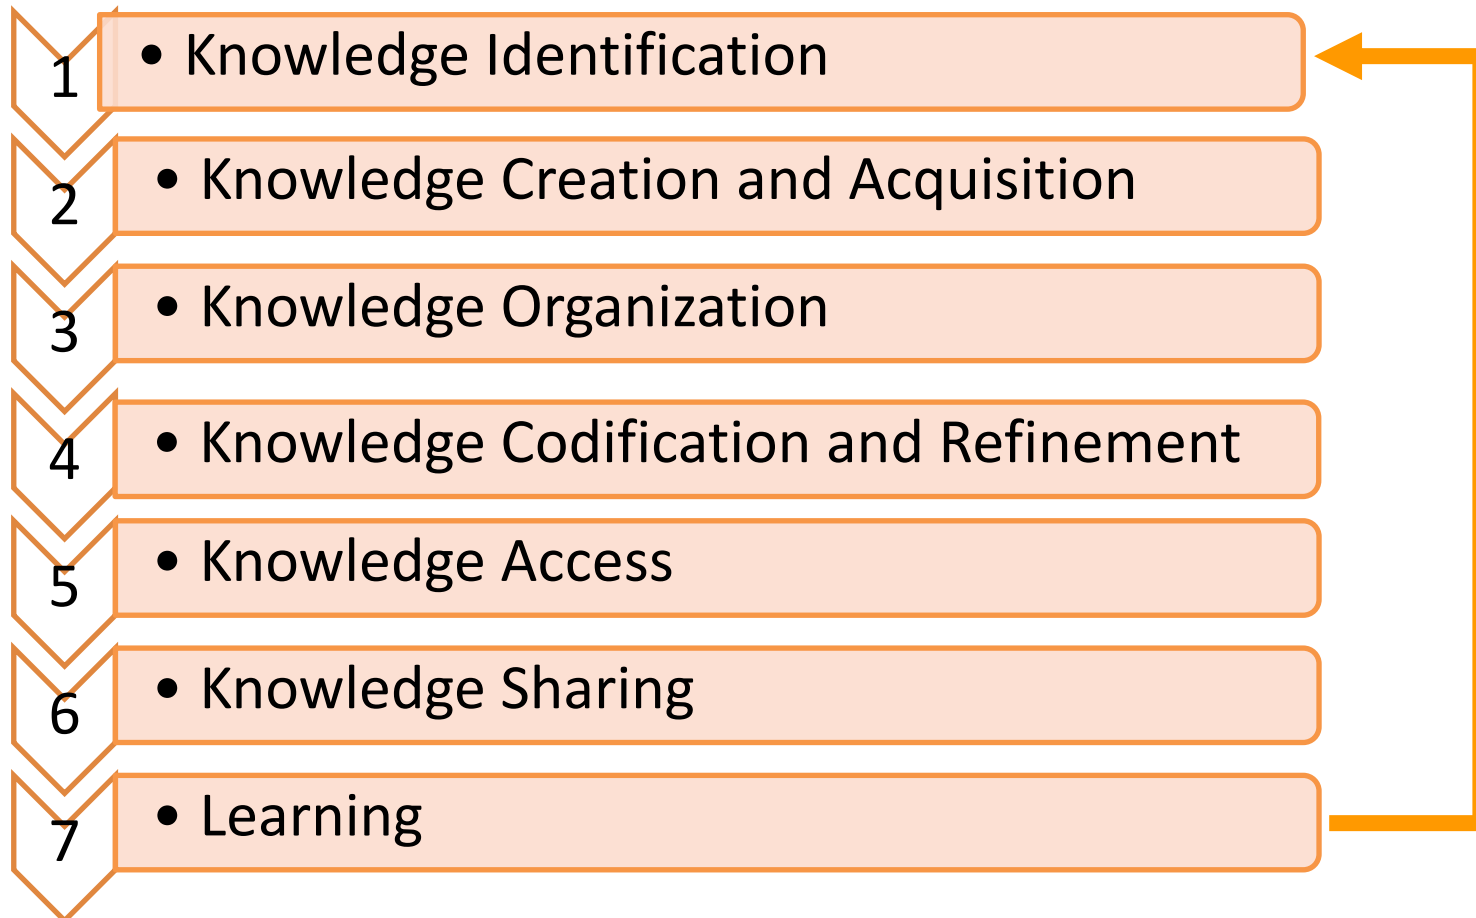 1 • Knowledge Identification
2 • Knowledge Creation and Acquisition
3 • Knowledge Organization
4 • Knowledge Codification and Refinement
5 • Knowledge Access
6 • Knowledge Sharing
7 • Learning